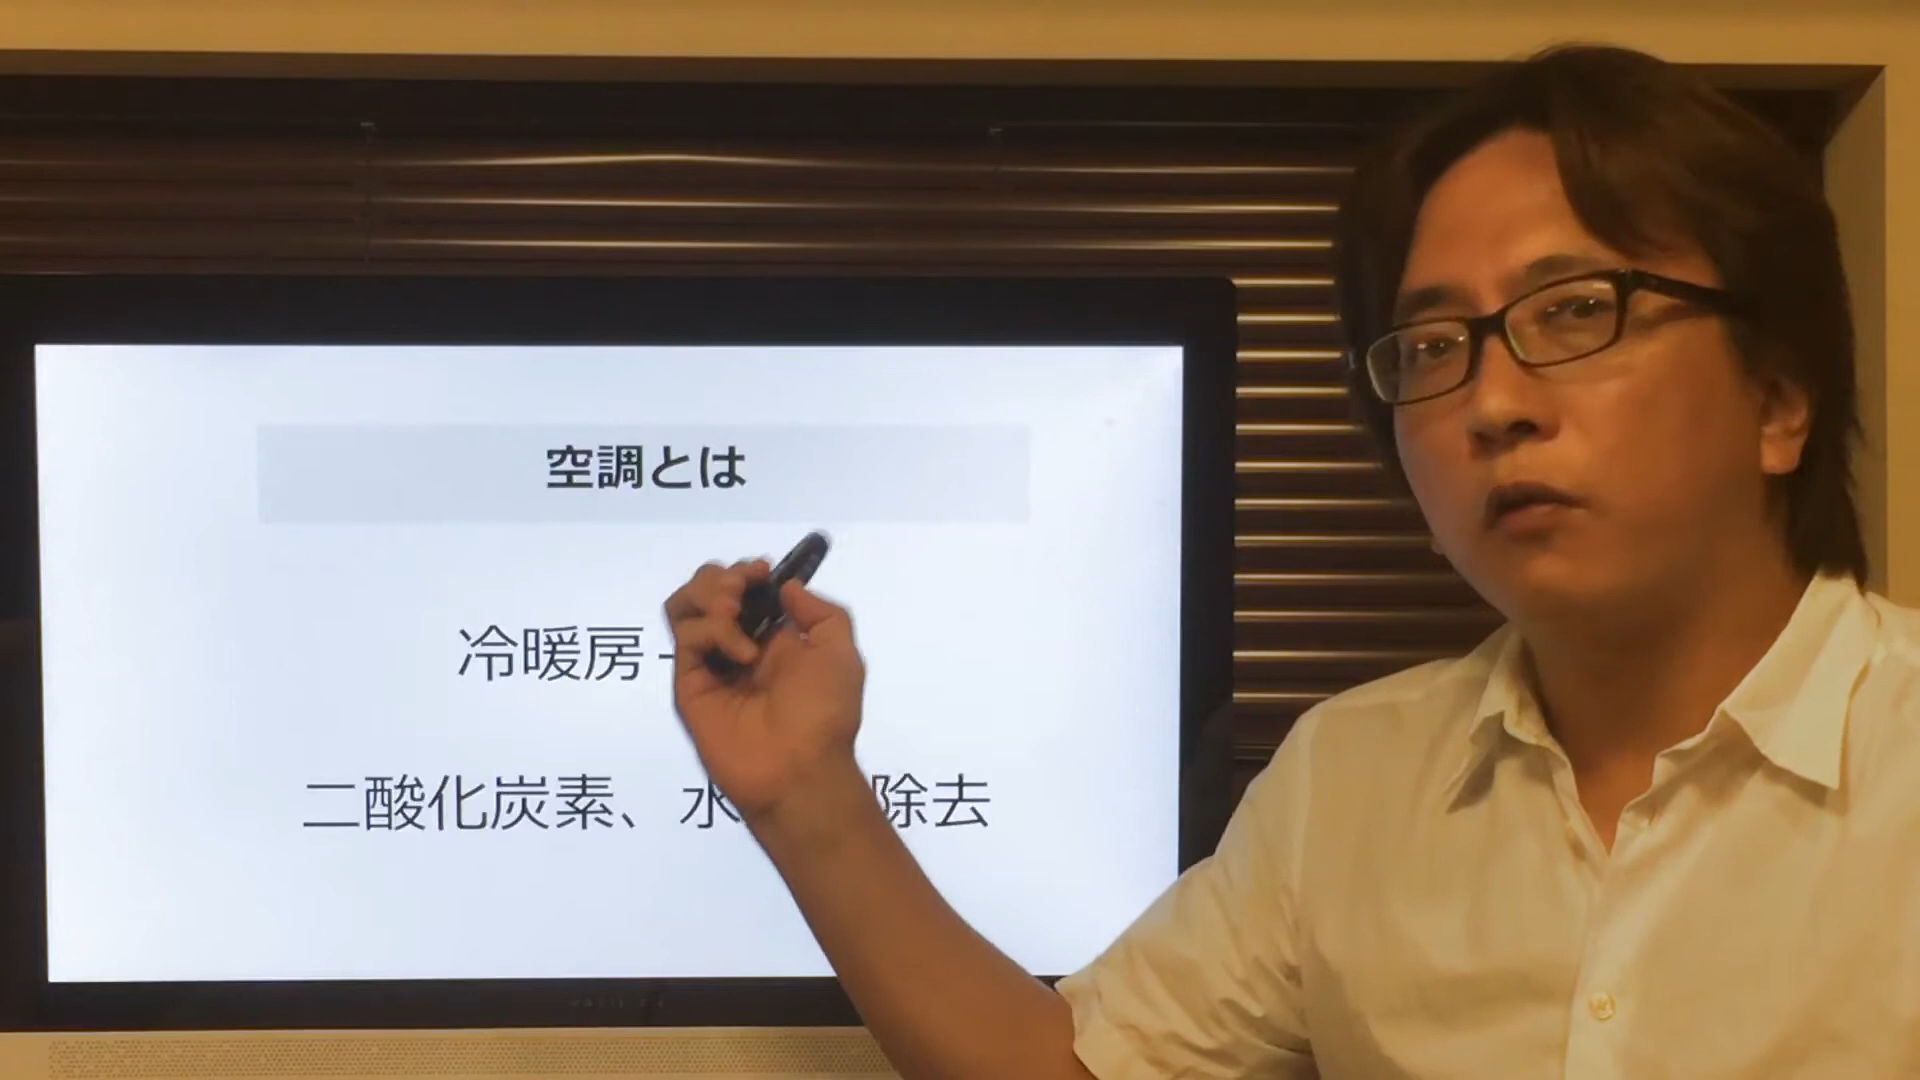 空調とは
冷暖房
二酸化炭素、水 除去